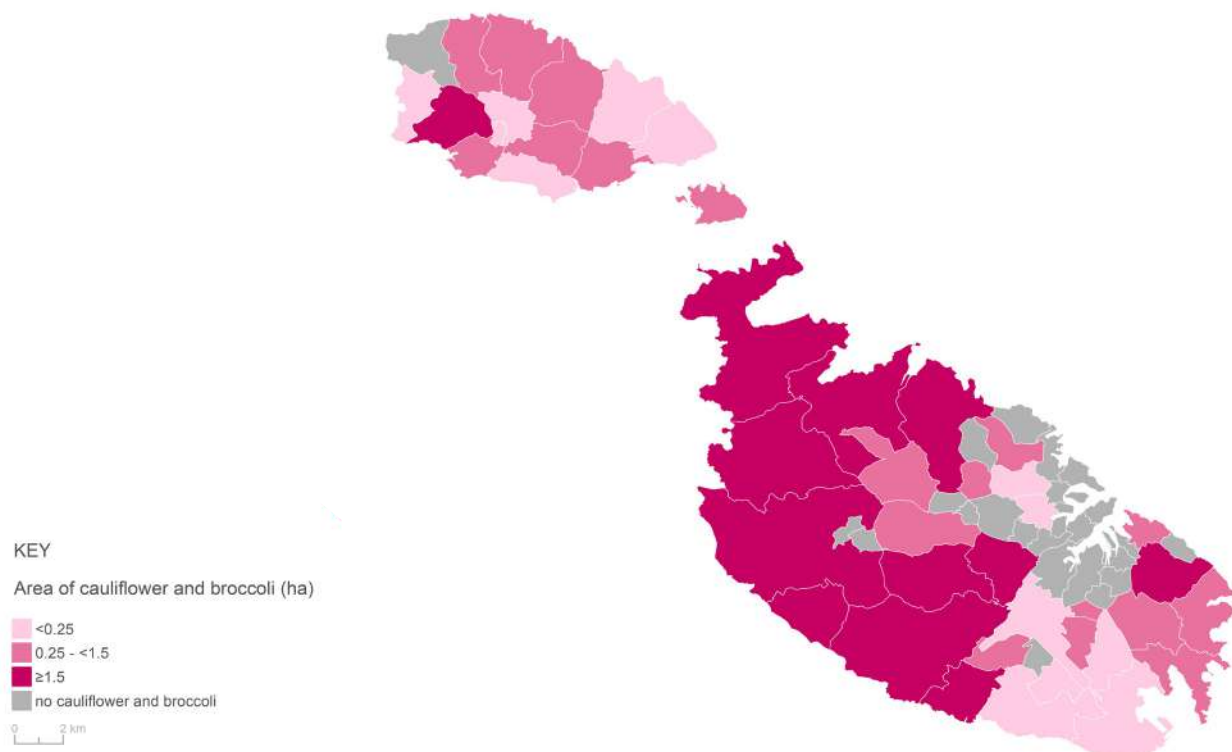 KEY
Area of cauliflower and broccoli (ha)
<0.25
0.25 - <1.5
≥1.5
no cauliflower and broccoli
0 2 km